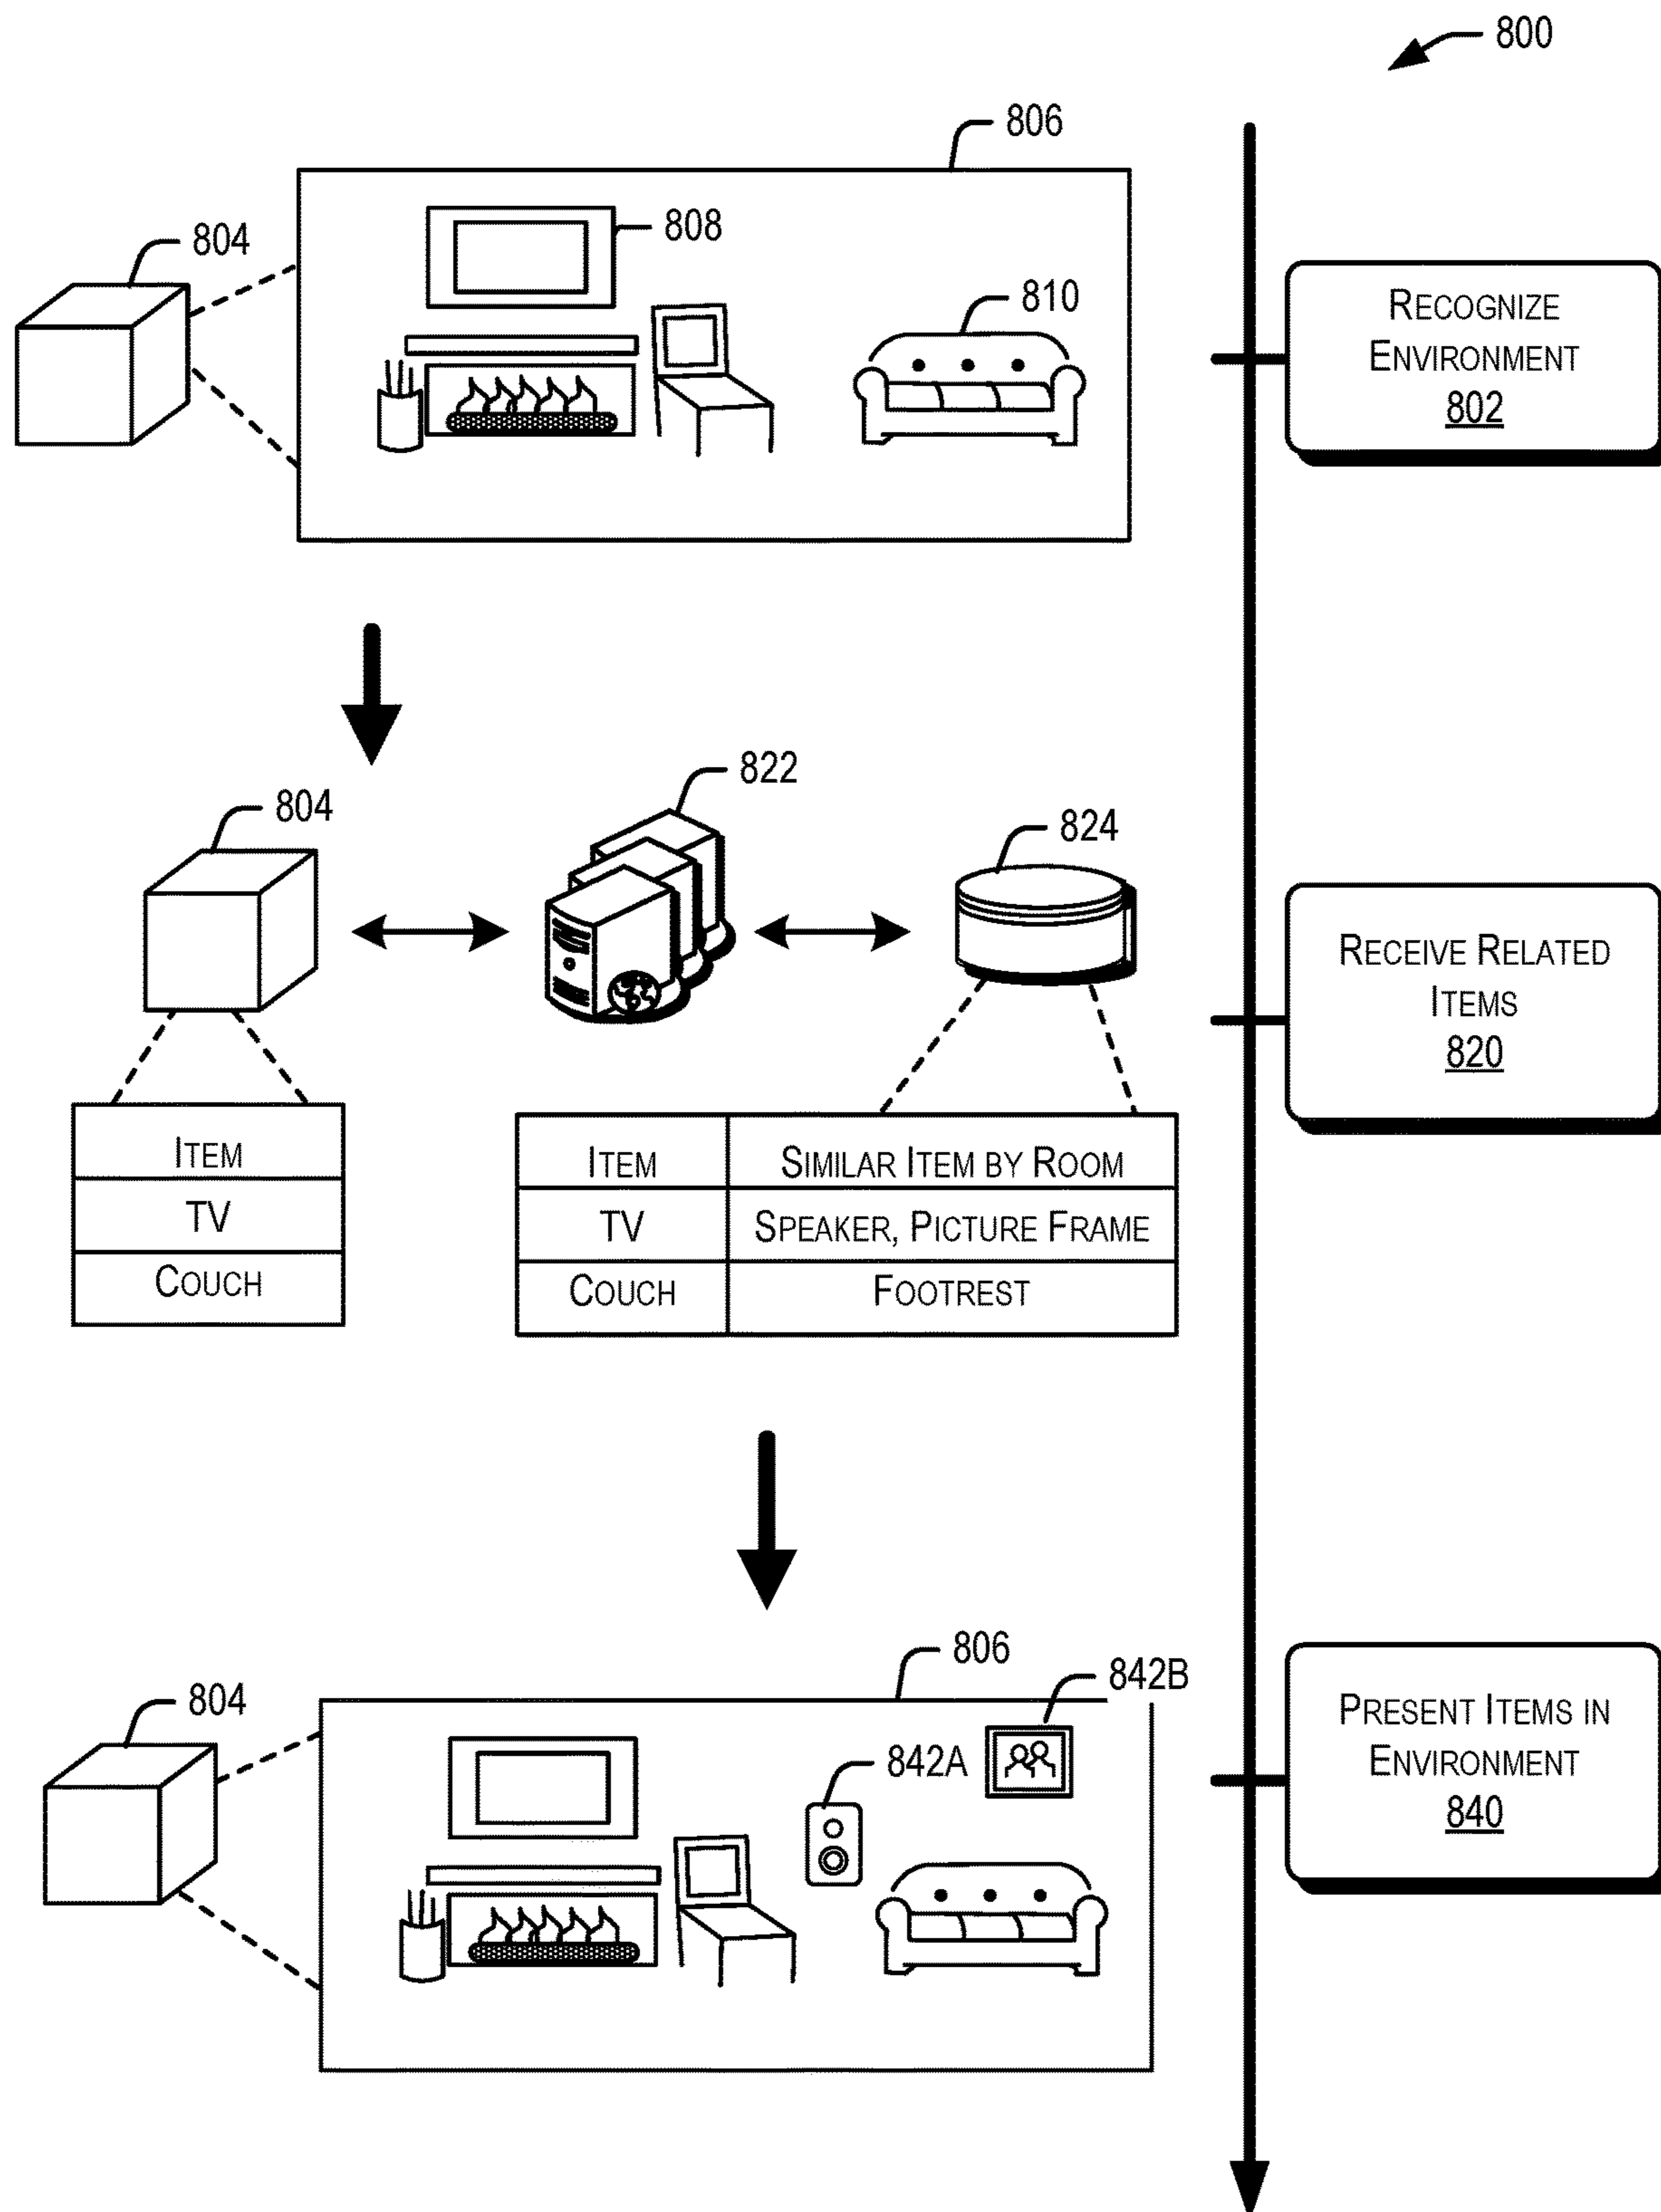 800
806
804
808
810
RECOGNIZE
ENVIRONMENT
802
822
804
824
RECEIVE RELATED
ITEMS
820
ITEM
TV
COUCH
ITEM SIMILAR ITEM BY ROOM
TV SPEAKER, PICTURE FRAME
COUCH FOOTREST
806
804
842B
842A
PRESENT ITEMS IN
ENVIRONMENT
840